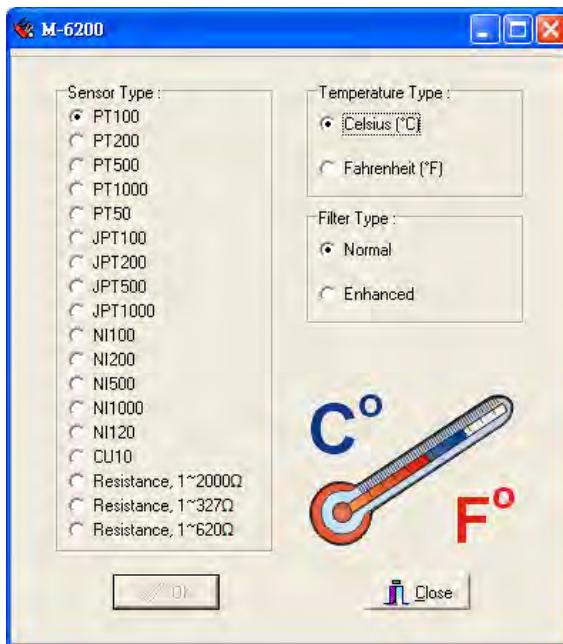 M-6200
Sensor Type :
PT100
PT200
PT500
PT1000
PT50
JPT100
JPT200
JPT500
JPT1000
NI100
NI200
NI500
NI1000
NI120
CU10
Resistance, 1~2000Ω
Resistance, 1~327Ω
Resistance, 1~620Ω
Temperature Type :
Celsius (°C)
Fahrenheit (°F)
Filter Type :
Normal
Enhanced
C°
F°
Close